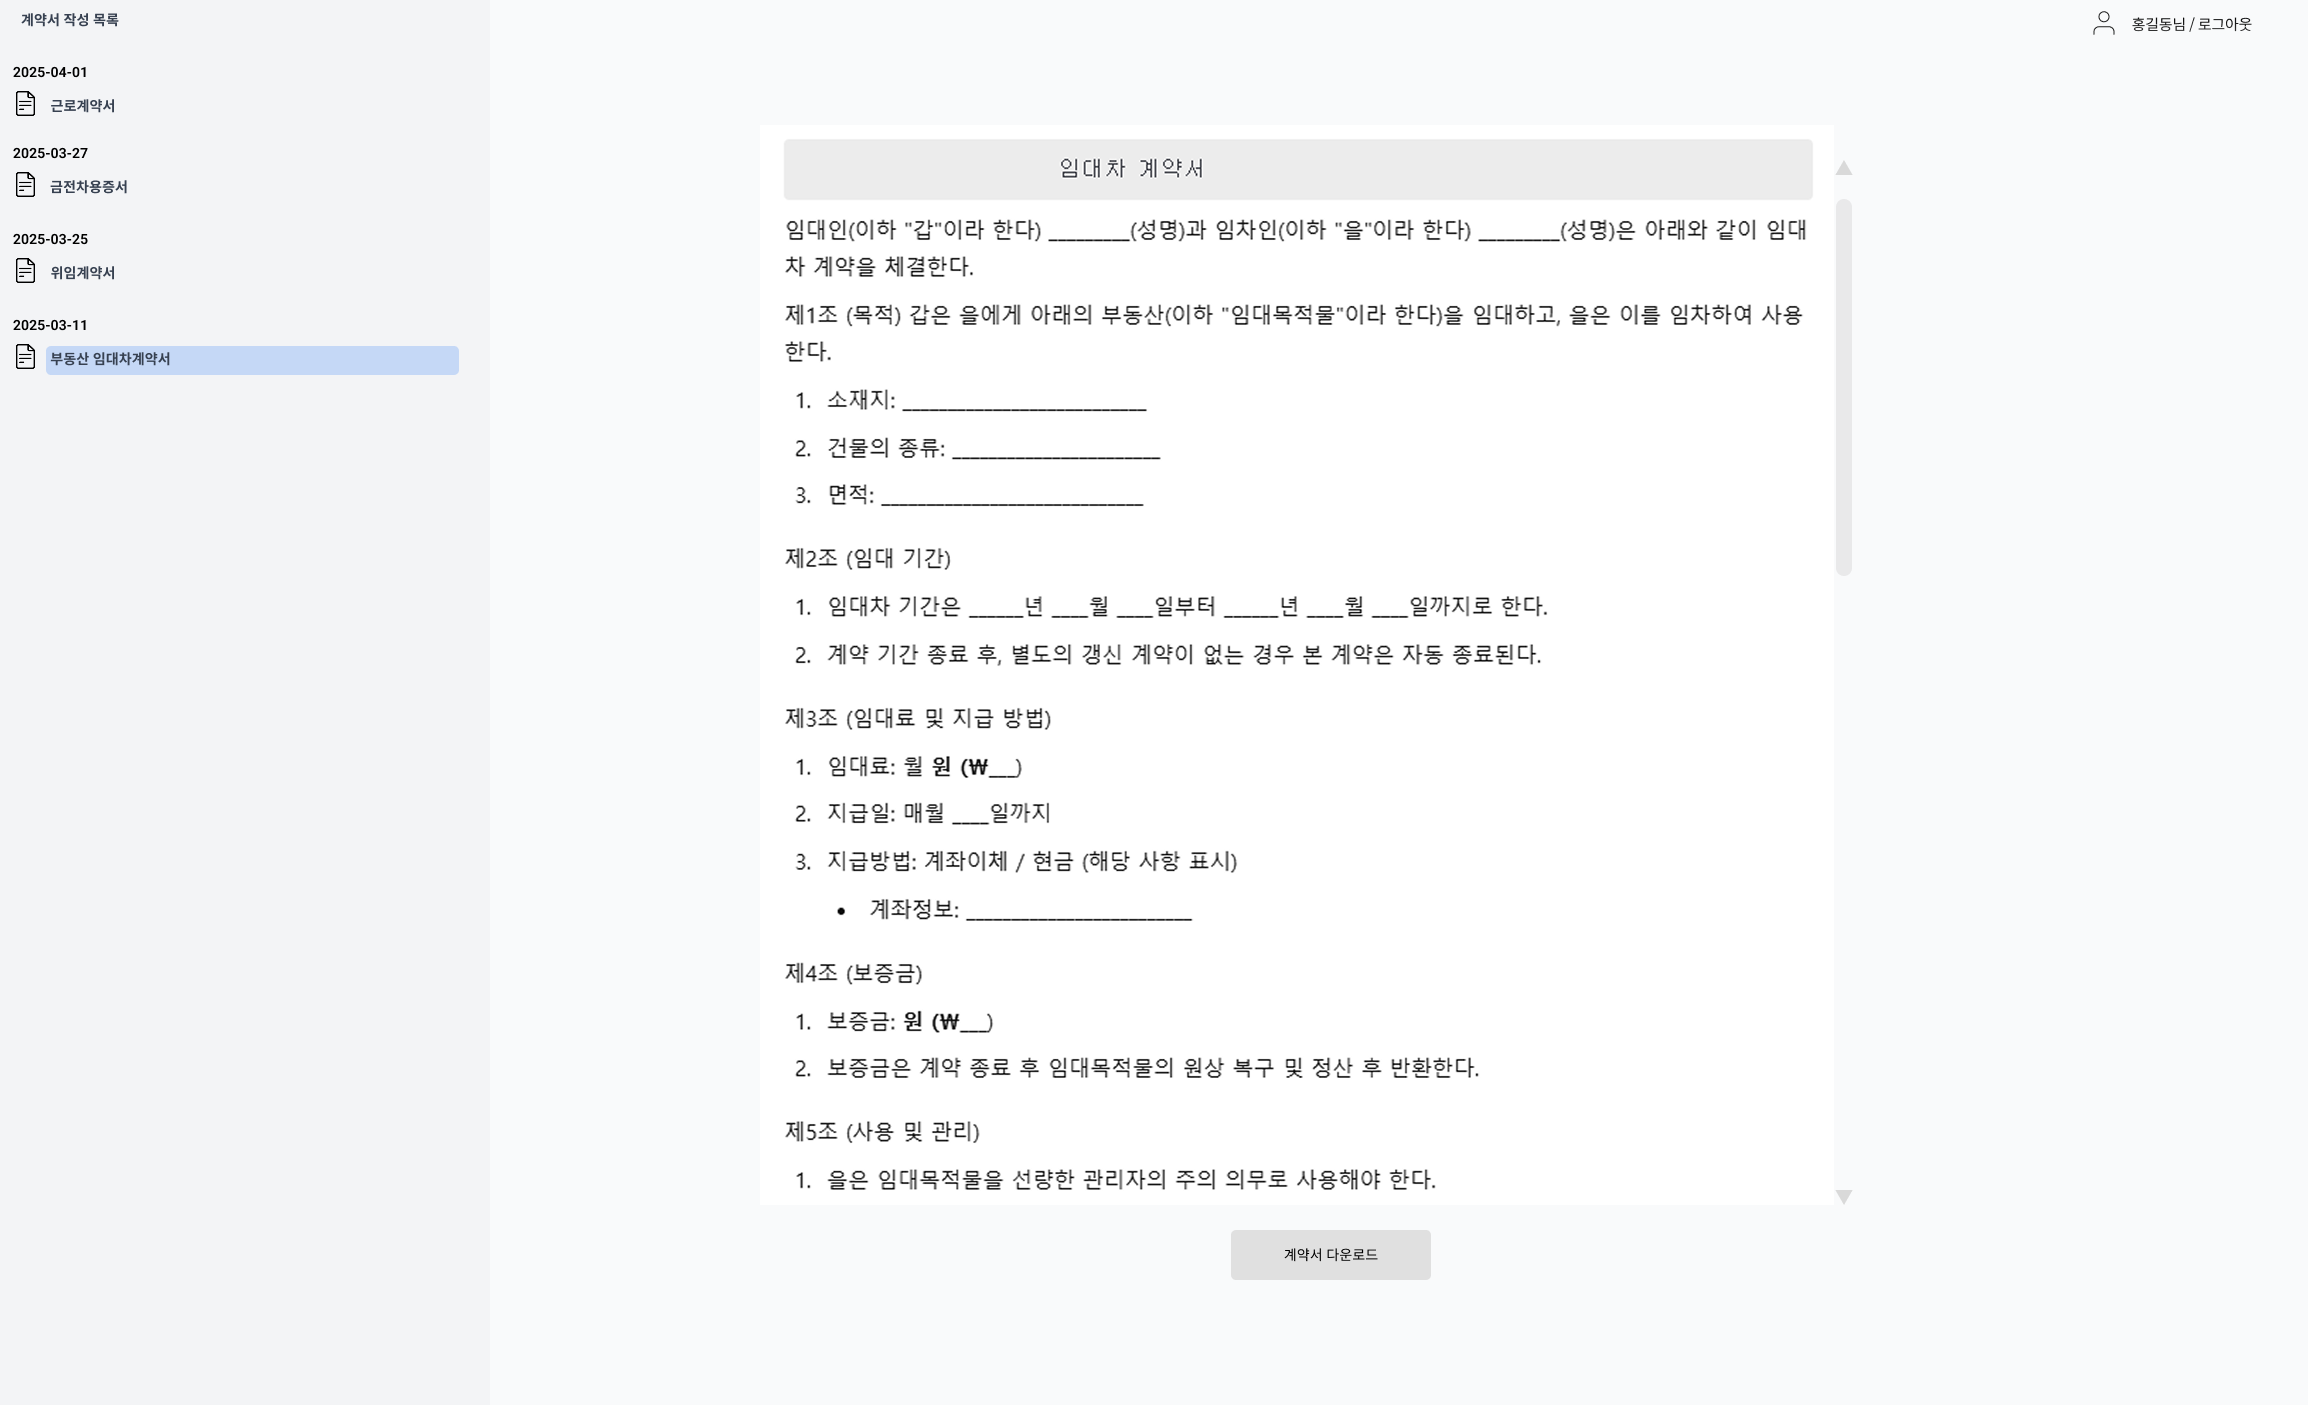 계약서 작성 목록
홍길동님 / 로그아웃
2025-04-01
근로계약서
2025-03-27
금전차용증서
2025-03-25
위임계약서
2025-03-11
부동산 임대차계약서
임대차 계약서
임대인(이하 "갑"이라 한다) _________(성명)과 임차인(이하 "을"이라 한다) _________(성명)은 아래와 같이 임대
차 계약을 체결한다.
제1조 (목적) 갑은 을에게 아래의 부동산(이하 "임대목적물"이라 한다)을 임대하고, 을은 이를 임차하여 사용
한다.
1. 소재지: ___________________________
2. 건물의 종류: _______________________
3. 면적: _____________________________
제2조 (임대 기간)
1. 임대차 기간은 ______년 ____월 ____일부터 ______년 ____월 ____일까지로 한다.
2. 계약 기간 종료 후, 별도의 갱신 계약이 없는 경우 본 계약은 자동 종료된다.
제3조 (임대료 및 지급 방법)
1. 임대료: 월 원 (₩___)
2. 지급일: 매월 ____일까지
3. 지급방법: 계좌이체 / 현금 (해당 사항 표시)
• 계좌정보: _________________________
제4조 (보증금)
1. 보증금: 원 (₩___)
2. 보증금은 계약 종료 후 임대목적물의 원상 복구 및 정산 후 반환한다.
제5조 (사용 및 관리)
1. 을은 임대목적물을 선량한 관리자의 주의 의무로 사용해야 한다.
계약서 다운로드